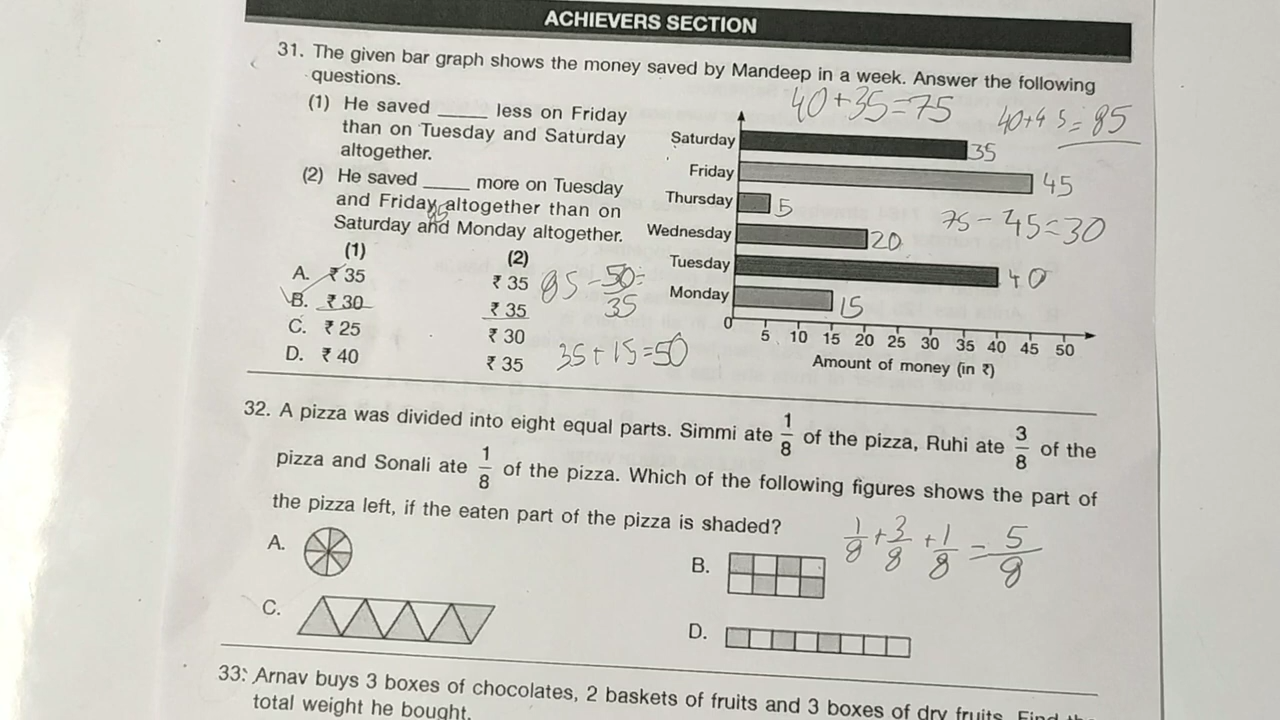 ACHIEVERS SECTION
31. The given bar graph shows the money saved by Mandeep in a week. Answer the following
questions.
40+35=75
40+45=85
(1) He saved _____ less on Friday
than on Tuesday and Saturday
altogether.
(2) He saved _____ more on Tuesday
and Friday altogether than on
85
Saturday and Monday altogether.
Saturday 35
Friday 45
Thursday 5
75-45=30
Wednesday 20
Tuesday 40
Monday 15
0 5 10 15 20 25 30 35 40 45 50
Amount of money (in ₹)
(1) (2)
A. ₹ 35 ₹ 35
B. ₹ 30 ₹ 35
C. ₹ 25 ₹ 30
D. ₹ 40 ₹ 35
85-50=
35
35+15=50
32. A pizza was divided into eight equal parts. Simmi ate 1/8 of the pizza, Ruhi ate 3/8 of the
pizza and Sonali ate 1/8 of the pizza. Which of the following figures shows the part of
the pizza left, if the eaten part of the pizza is shaded?
1/8+3/8+1/8=5/8
A. B.
C. D.
33. Arnav buys 3 boxes of chocolates, 2 baskets of fruits and 3 boxes of dry fruits. Find the
total weight he bought.